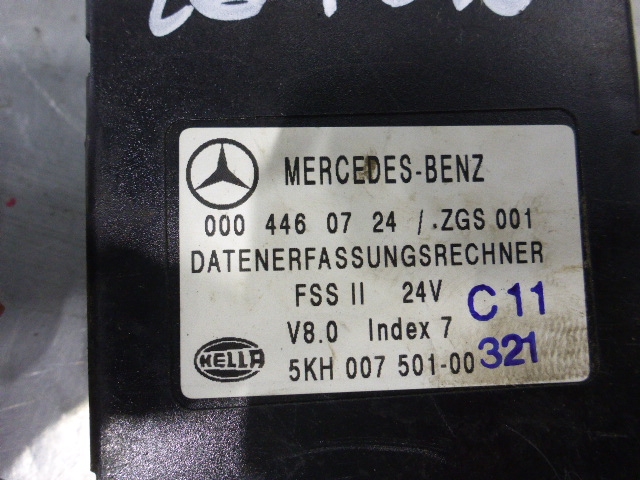 MERCEDES-BENZ
000 446 07 24 / .ZGS 001
DATENERFASSUNGSRECHNER
FSS II 24V
C11
V8.0 Index 7
321
HELLA
5KH 007 501-00